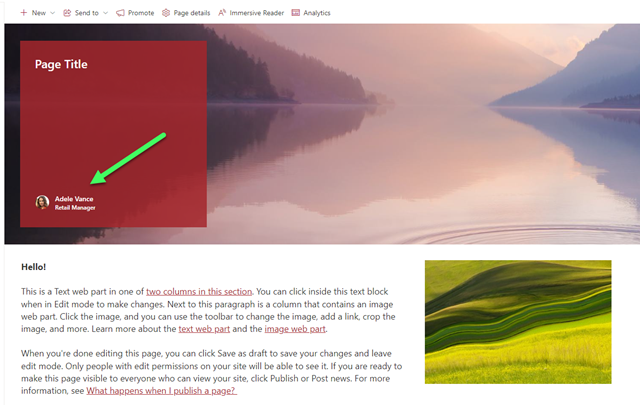 New Send to Promote Page details Immersive Reader Analytics
Page Title
Adele Vance
Retail Manager
Hello!
This is a Text web part in one of two columns in this section. You can click inside this text block
when in Edit mode to make changes. Next to this paragraph is a column that contains an image
web part. Click the image, and you can use the toolbar to change the image, add a link, crop the
image, and more. Learn more about the text web part and the image web part.
When you're done editing this page, you can click Save as draft to save your changes and leave
edit mode. Only people with edit permissions on your site will be able to see it. If you are ready to
make this page visible to everyone who can view your site, click Publish or Post news. For more
information, see What happens when I publish a page?